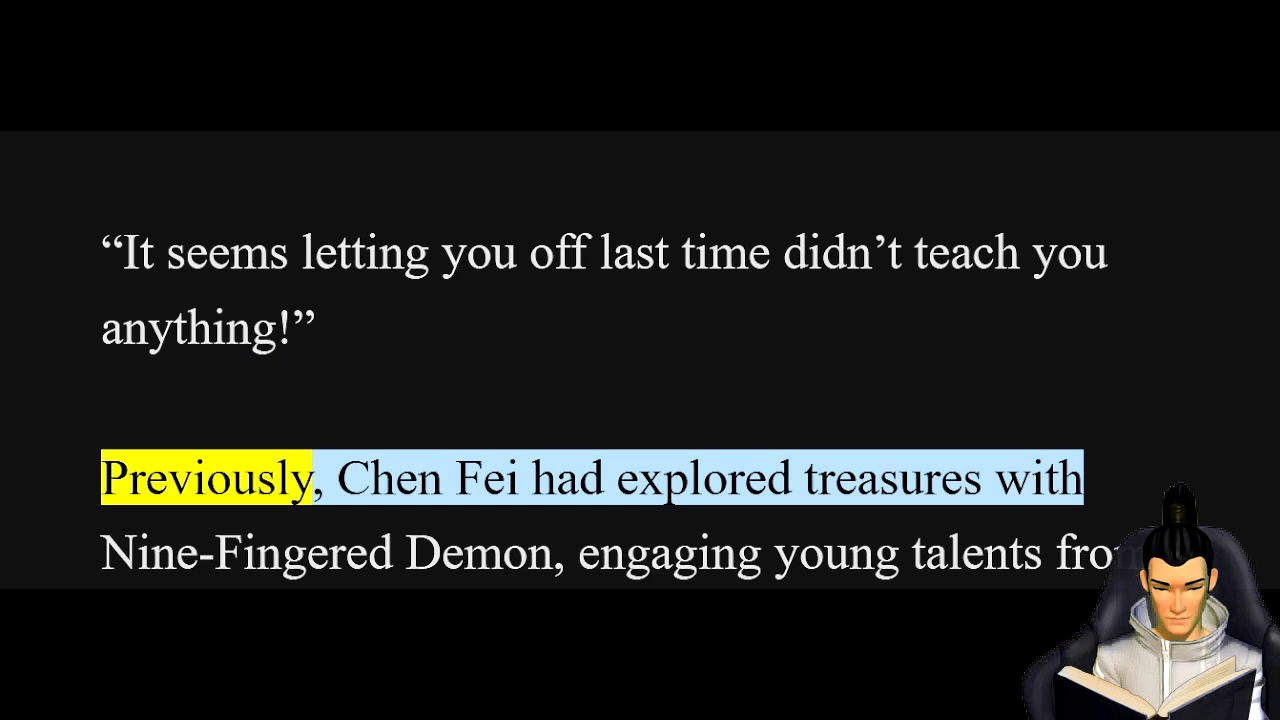 “It seems letting you off last time didn’t teach you
anything!”
Previously, Chen Fei had explored treasures with
Nine-Fingered Demon, engaging young talents